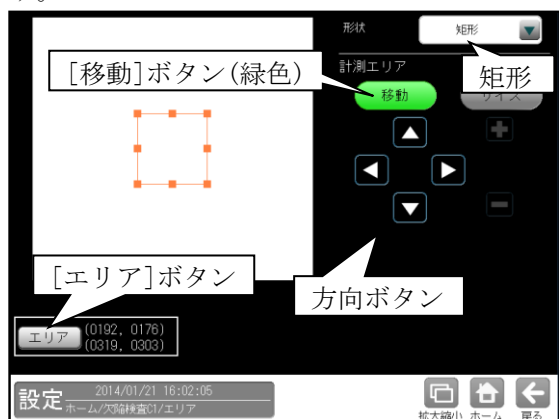 形状
矩形
計測エリア
[移動]ボタン(緑色)
矩形
移動
サイズ
[エリア]ボタン
方向ボタン
エリア
(0192, 0176)
(0319, 0303)
設定
2014/01/21 16:02:05
ホーム/欠陥検査C1/エリア
拡大縮小
ホーム
戻る